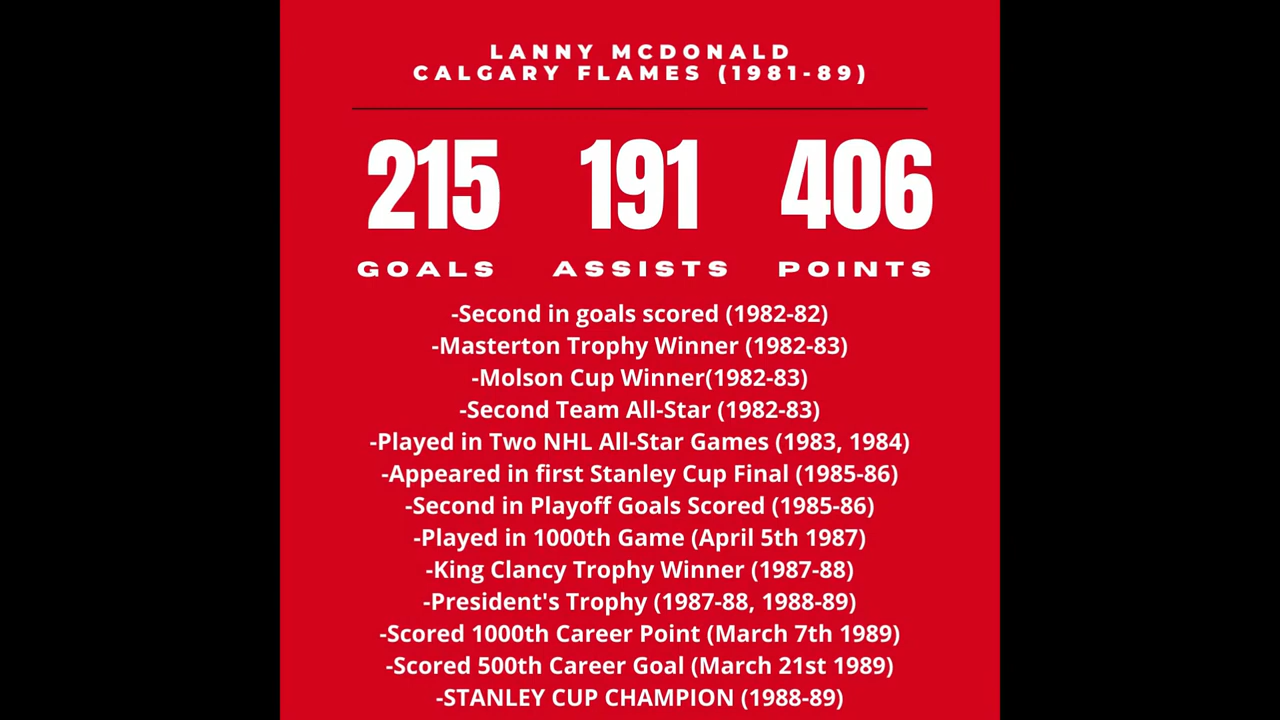 LANNY MCDONALD
CALGARY FLAMES (1981-89)
215 191 406
GOALS ASSISTS POINTS
-Second in goals scored (1982-82)
-Masterton Trophy Winner (1982-83)
-Molson Cup Winner(1982-83)
-Second Team All-Star (1982-83)
-Played in Two NHL All-Star Games (1983, 1984)
-Appeared in first Stanley Cup Final (1985-86)
-Second in Playoff Goals Scored (1985-86)
-Played in 1000th Game (April 5th 1987)
-King Clancy Trophy Winner (1987-88)
-President's Trophy (1987-88, 1988-89)
-Scored 1000th Career Point (March 7th 1989)
-Scored 500th Career Goal (March 21st 1989)
-STANLEY CUP CHAMPION (1988-89)